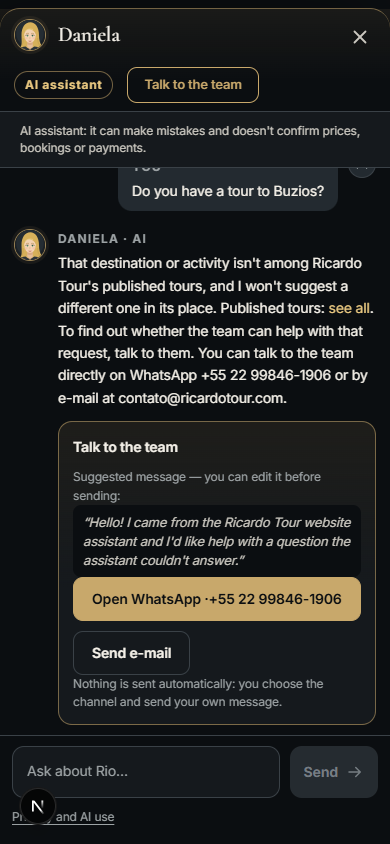 Daniela
AI assistant
Talk to the team
AI assistant: it can make mistakes and doesn't confirm prices,
bookings or payments.
Do you have a tour to Buzios?
DANIELA · AI
That destination or activity isn't among Ricardo
Tour's published tours, and I won't suggest a
different one in its place. Published tours: see all.
To find out whether the team can help with that
request, talk to them. You can talk to the team
directly on WhatsApp +55 22 99846-1906 or by
e-mail at contato@ricardotour.com.
Talk to the team
Suggested message — you can edit it before
sending:
“Hello! I came from the Ricardo Tour website
assistant and I'd like help with a question the
assistant couldn't answer.”
Open WhatsApp ·+55 22 99846-1906
Send e-mail
Nothing is sent automatically: you choose the
channel and send your own message.
Ask about Rio...
Send →
N
and AI use